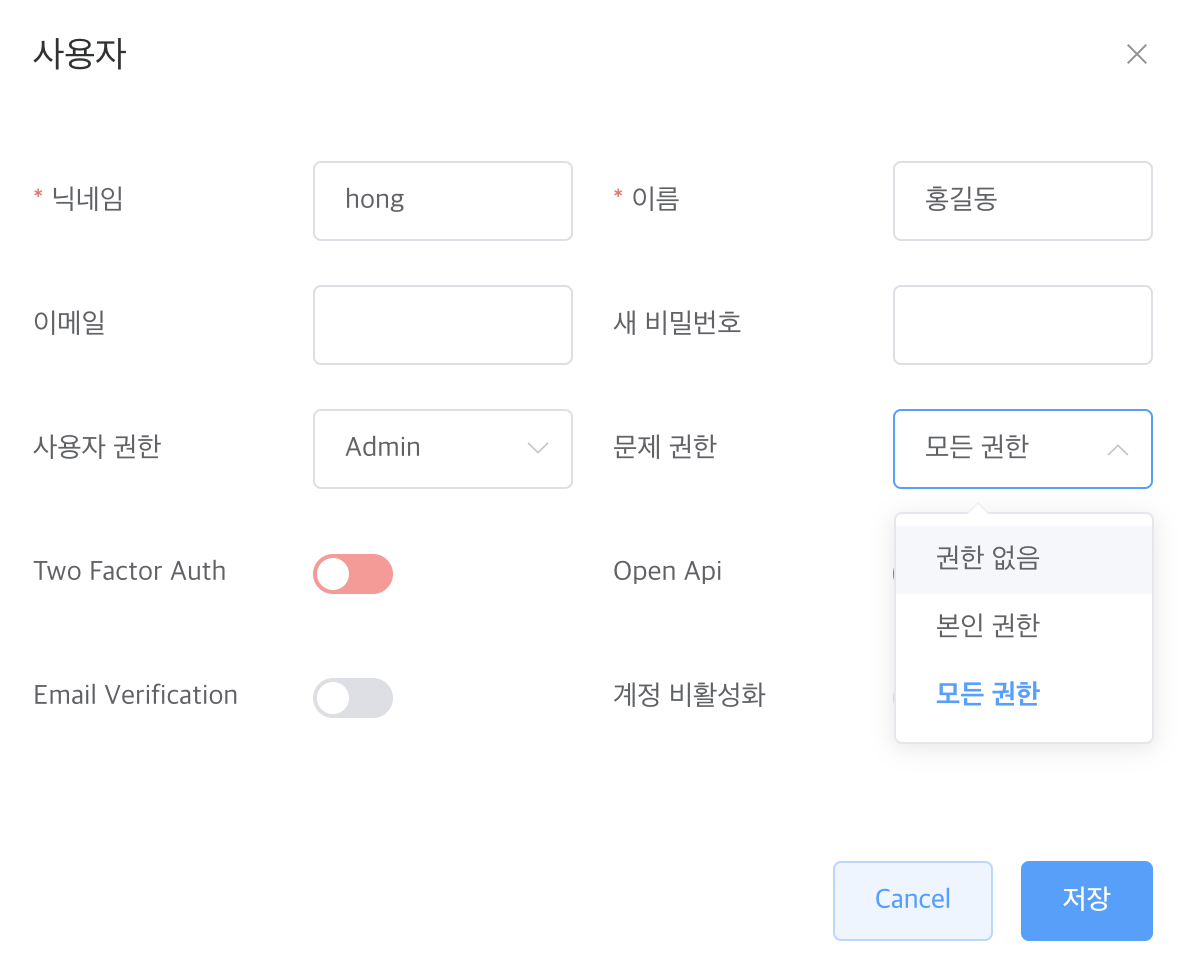 사용자
* 닉네임 hong * 이름 홍길동
이메일 새 비밀번호
사용자 권한 Admin 문제 권한 모든 권한
권한 없음
Two Factor Auth Open Api
본인 권한
Email Verification 계정 비활성화 모든 권한
Cancel 저장